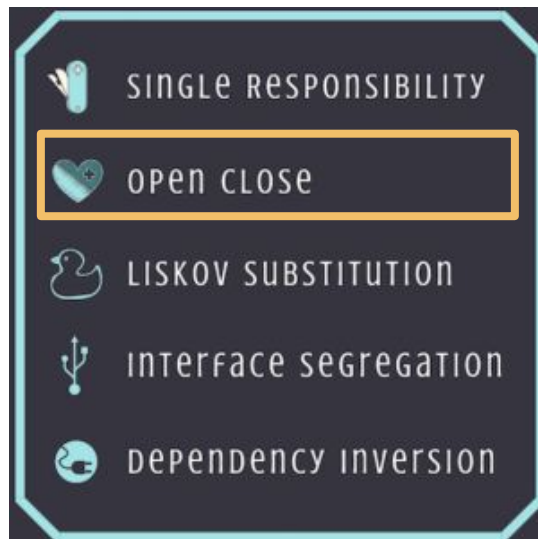 SINGLE RESPONSIBILITY
OPEN CLOSE
LISKOV SUBSTITUTION
INTERFACE SEGREGATION
DEPENDENCY INVERSION